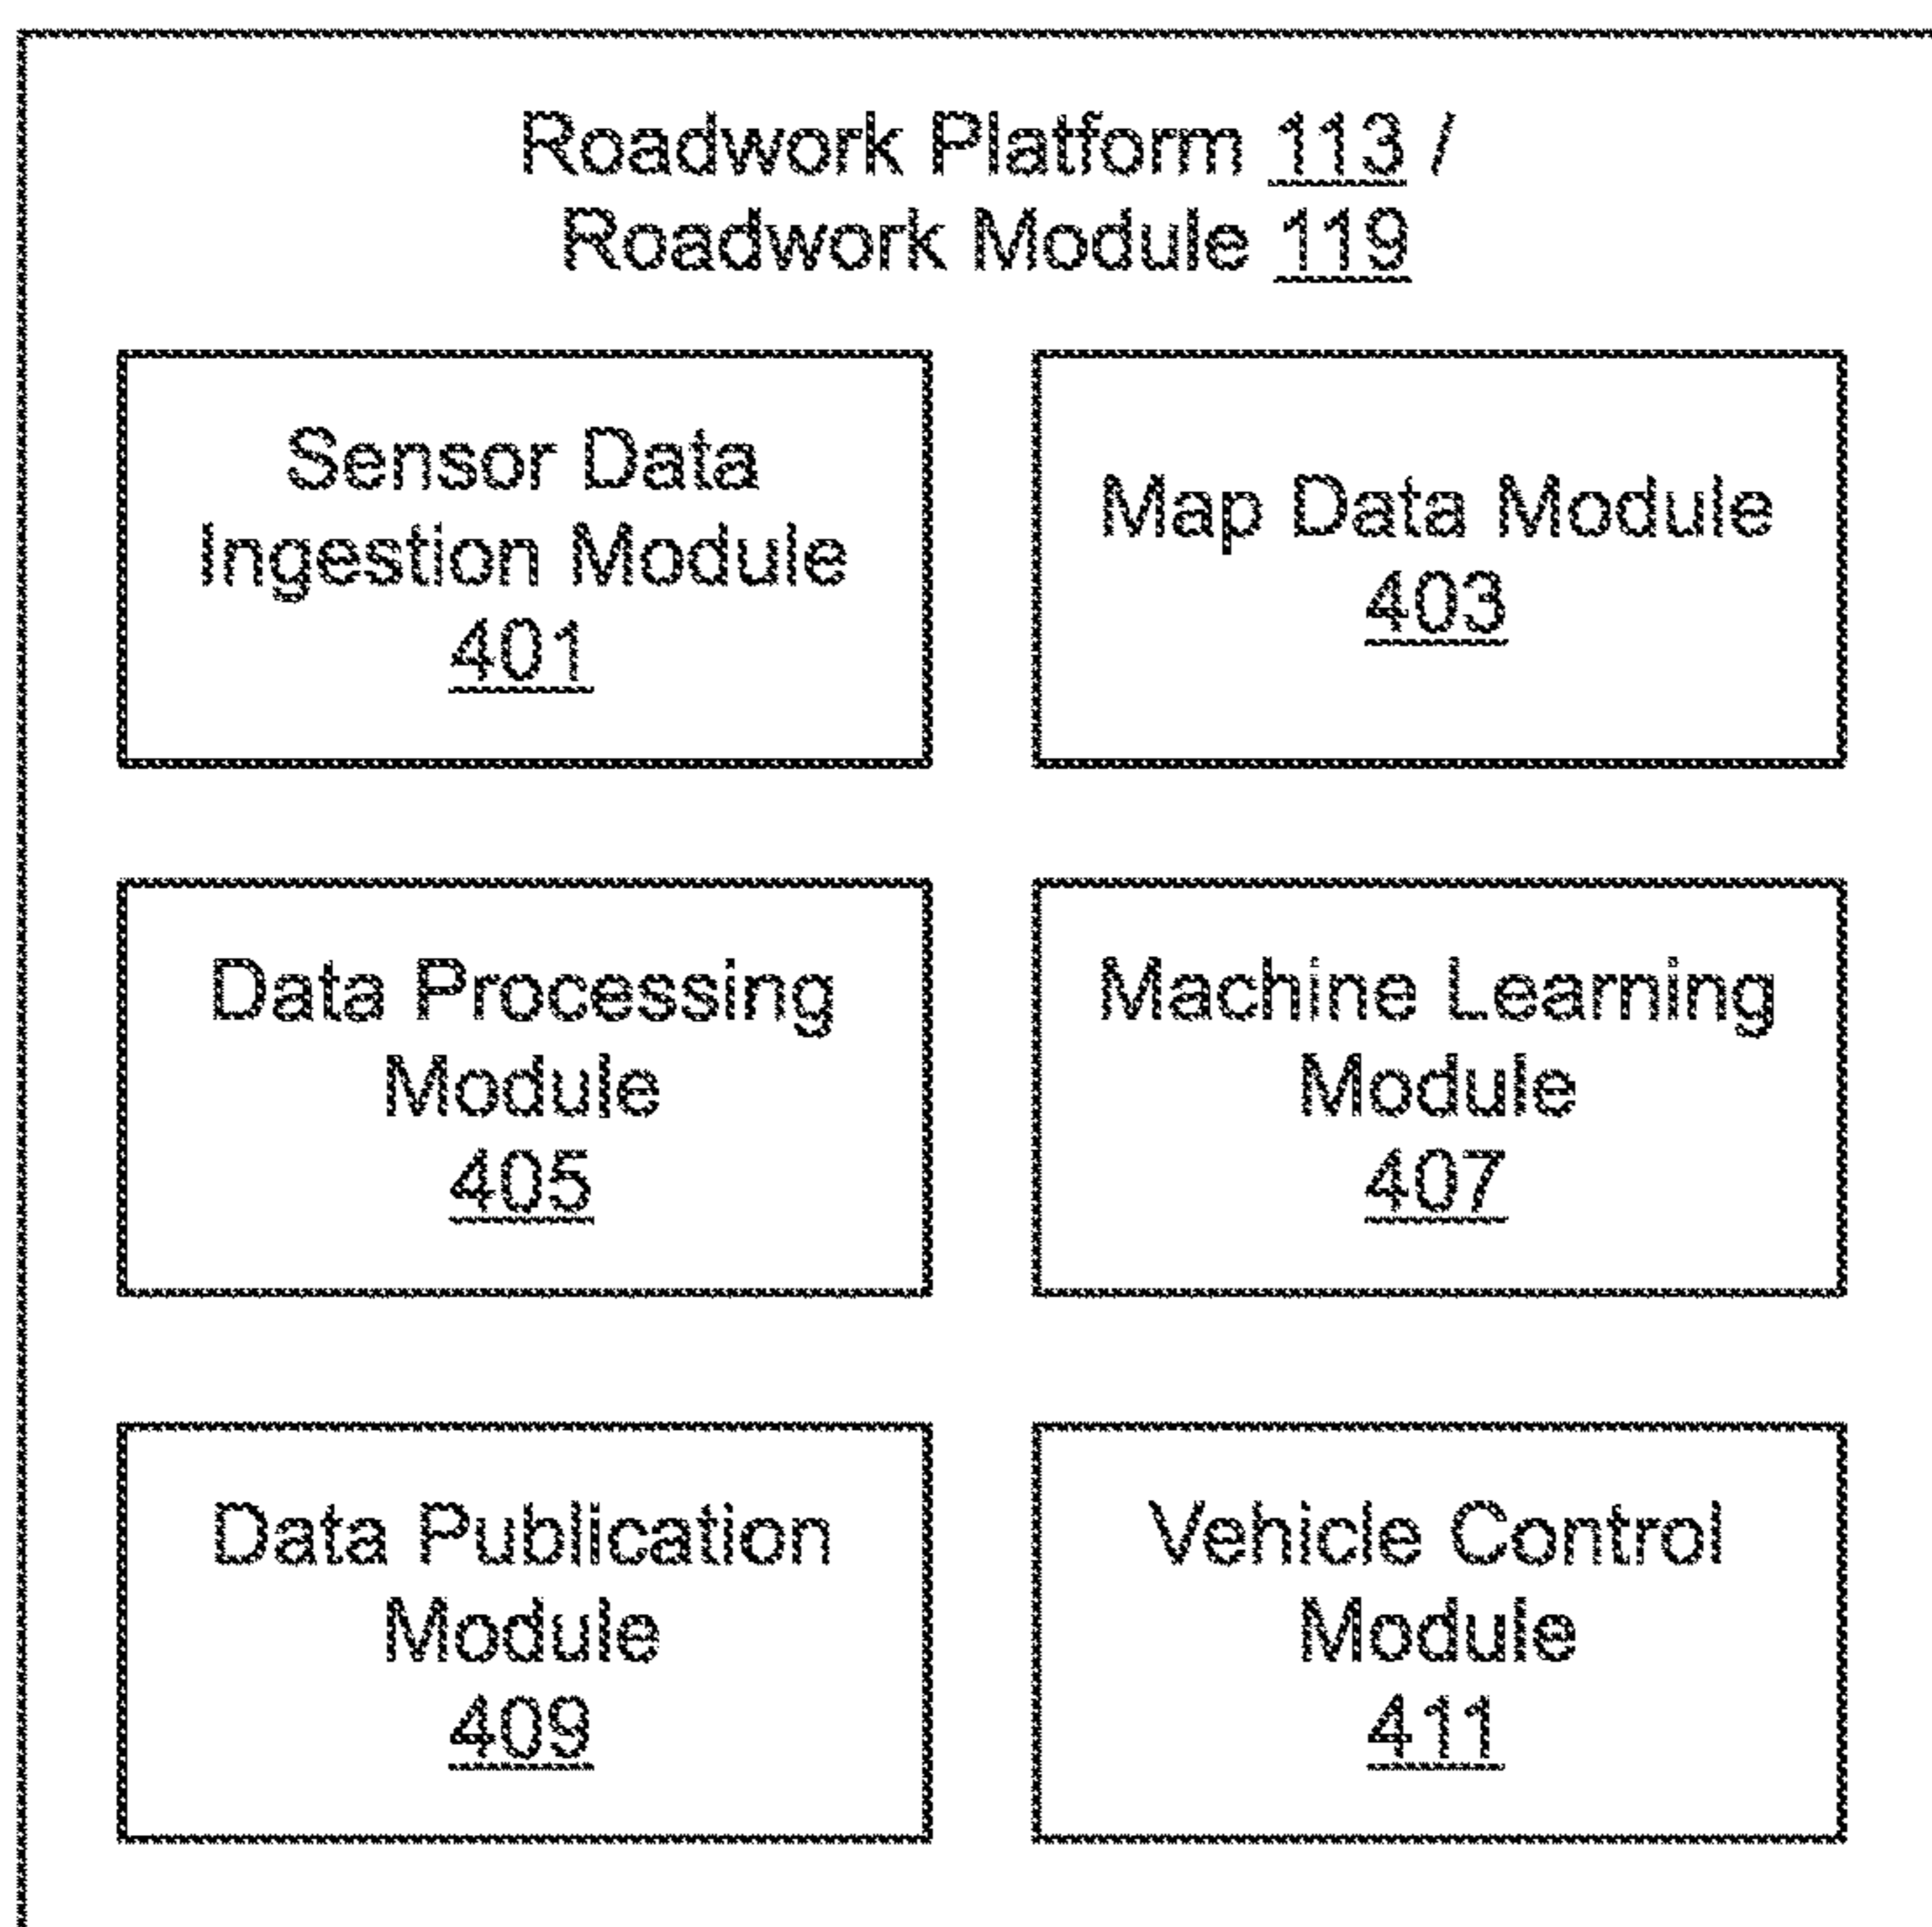 Roadwork Platform 113 /
Roadwork Module 119
Sensor Data
Ingestion Module
401
Map Data Module
403
Data Processing
Module
405
Machine Learning
Module
407
Data Publication
Module
409
Vehicle Control
Module
411